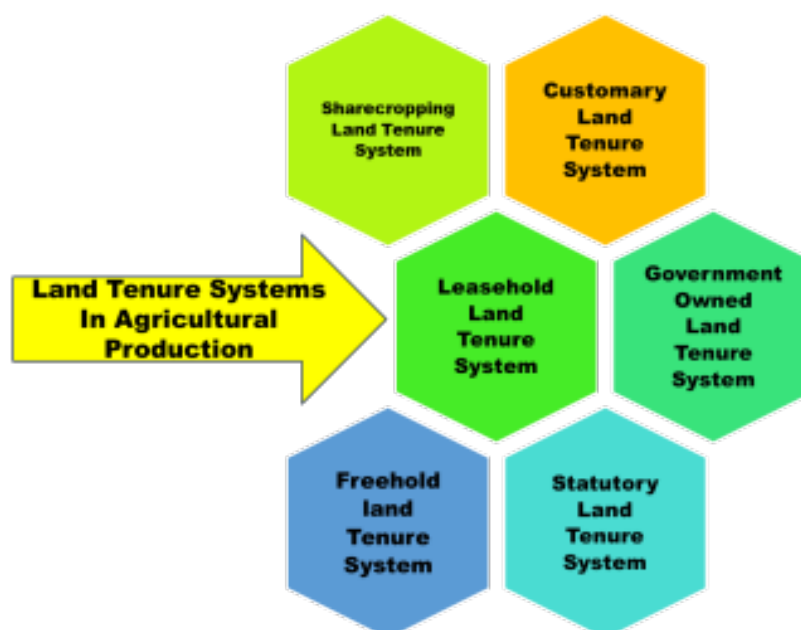 Sharecropping
Land Tenure
System
Customary
Land
Tenure
System
Land Tenure Systems
In Agricultural
Production
Leasehold
Land
Tenure
System
Government
Owned
Land
Tenure
System
Freehold
land
Tenure
System
Statutory
Land
Tenure
System